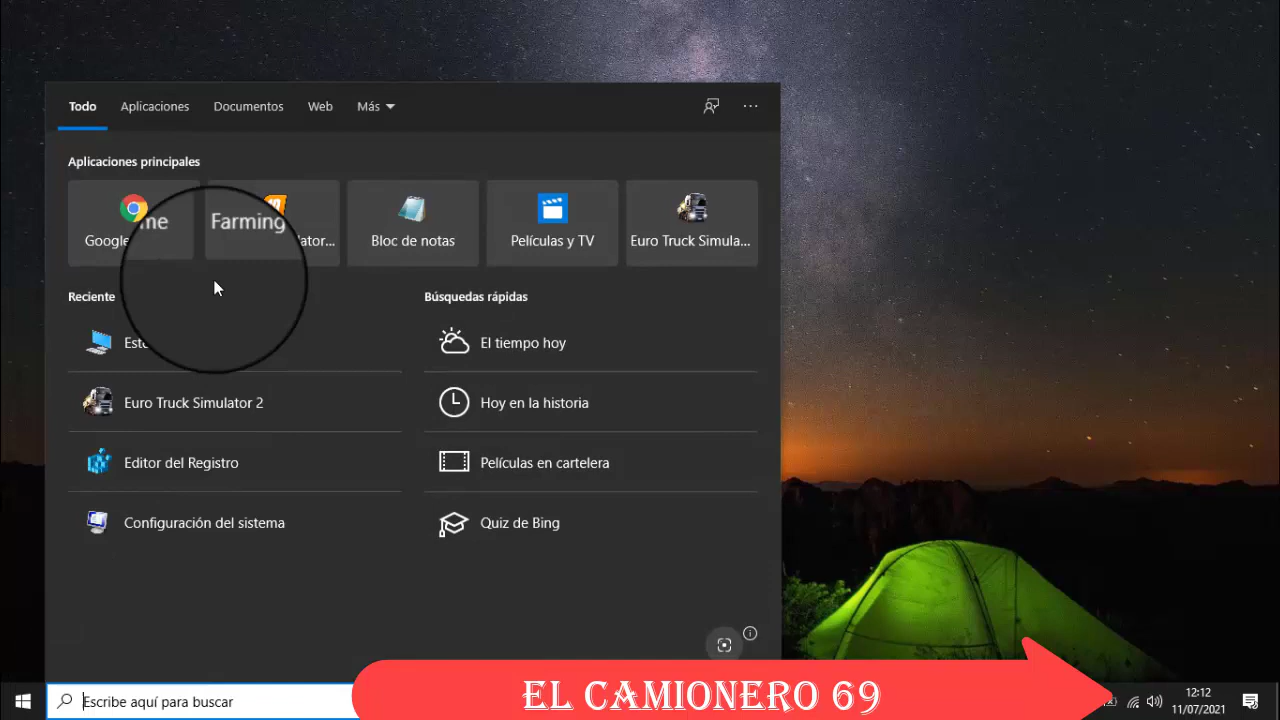 Todo Aplicaciones Documentos Web Más
Aplicaciones principales
Google
me
Farming
ator...
Bloc de notas
Películas y TV
Euro Truck Simula...
Reciente
Búsquedas rápidas
El tiempo hoy
Euro Truck Simulator 2
Hoy en la historia
Editor del Registro
Películas en cartelera
Configuración del sistema
Quiz de Bing
Escribe aquí para buscar
EL CAMIONERO 69
12:12
11/07/2021